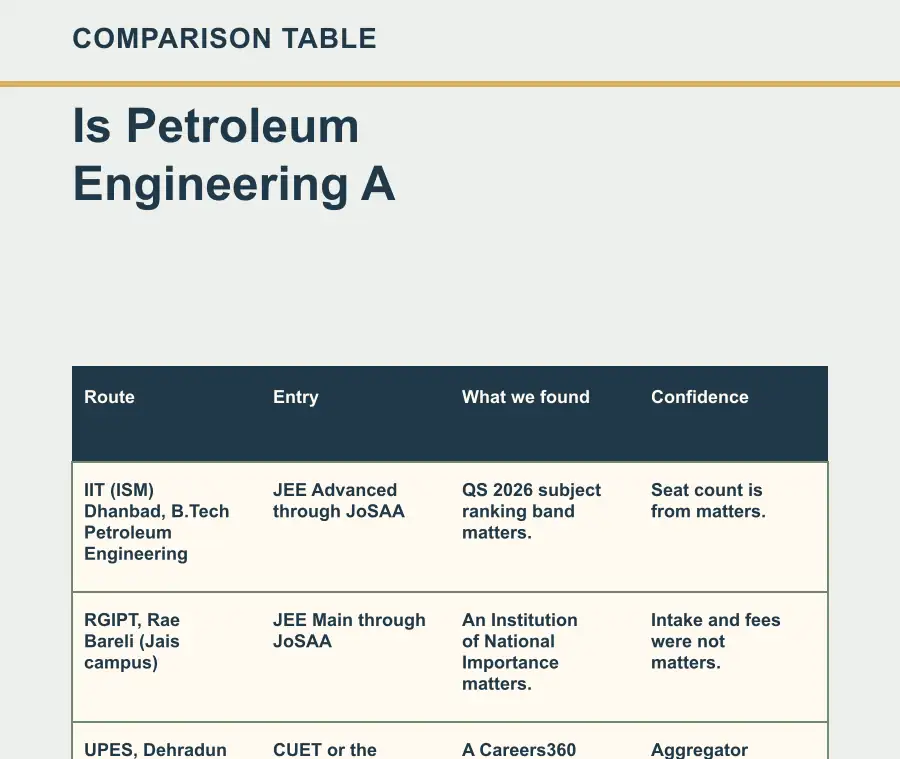 COMPARISON TABLE
Is Petroleum
Engineering A
Route
Entry
What we found
Confidence
IIT (ISM)
Dhanbad, B.Tech
Petroleum
Engineering
JEE Advanced
through JoSAA
QS 2026 subject
ranking band
matters.
Seat count is
from matters.
RGIPT, Rae
Bareli (Jais
campus)
JEE Main through
JoSAA
An Institution
of National
Importance
matters.
Intake and fees
were not
matters.
UPES, Dehradun
CUET or the
A Careers360
Aggregator